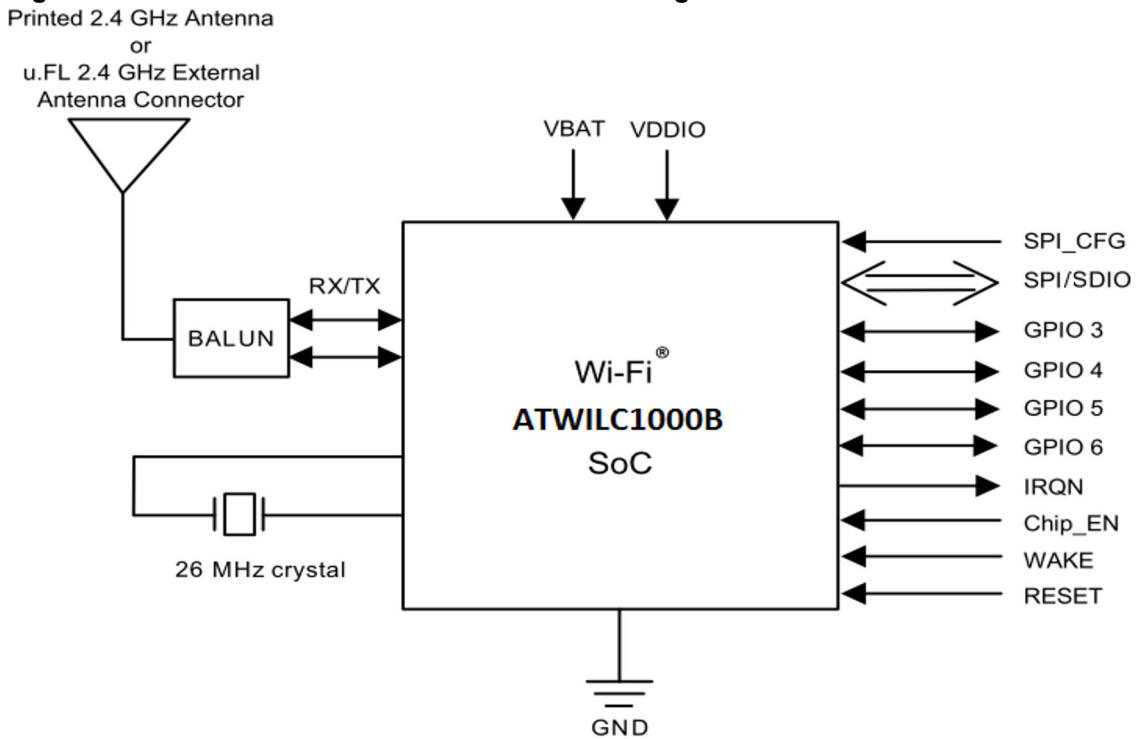 Printed 2.4 GHz Antenna
or
u.FL 2.4 GHz External
Antenna Connector
VBAT
VDDIO
RX/TX
BALUN
Wi-Fi®
ATWILC1000B
SoC
26 MHz crystal
GND
SPI_CFG
SPI/SDIO
GPIO 3
GPIO 4
GPIO 5
GPIO 6
IRQN
Chip_EN
WAKE
RESET